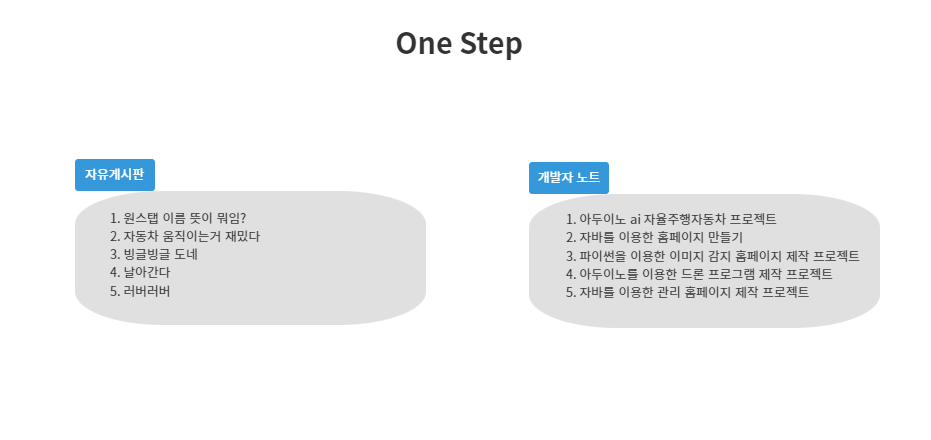 One Step
자유게시판
1. 원스탭 이름 뜻이 뭐임?
2. 자동차 움직이는거 재밌다
3. 빙글빙글 도네
4. 날아간다
5. 러버러버
개발자 노트
1. 아두이노 ai 자율주행자동차 프로젝트
2. 자바를 이용한 홈페이지 만들기
3. 파이썬을 이용한 이미지 감지 홈페이지 제작 프로젝트
4. 아두이노를 이용한 드론 프로그램 제작 프로젝트
5. 자바를 이용한 관리 홈페이지 제작 프로젝트